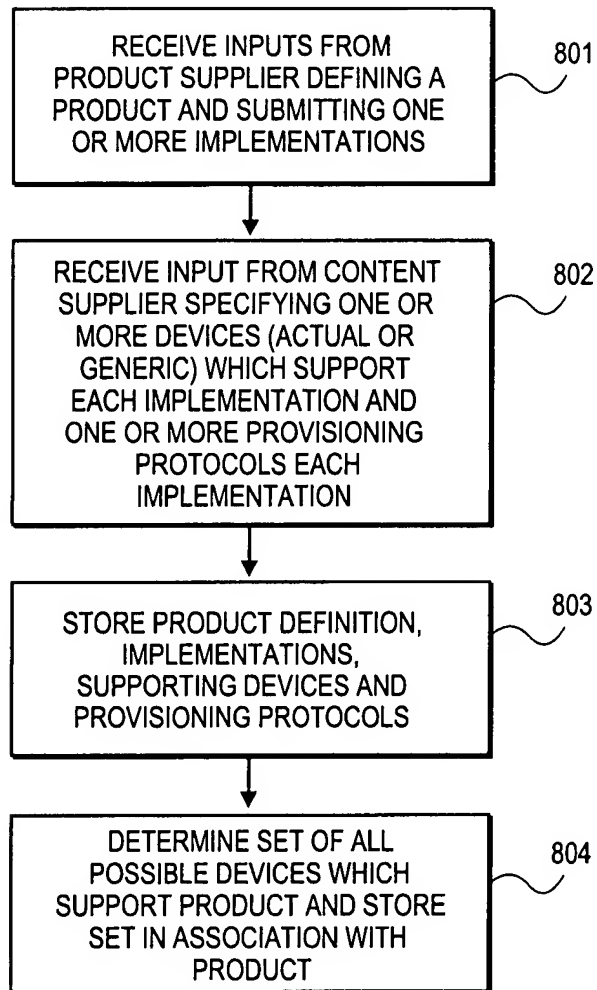 RECEIVE INPUTS FROM
PRODUCT SUPPLIER DEFINING A
PRODUCT AND SUBMITTING ONE
OR MORE IMPLEMENTATIONS
801
RECEIVE INPUT FROM CONTENT
SUPPLIER SPECIFYING ONE OR
MORE DEVICES (ACTUAL OR
GENERIC) WHICH SUPPORT
EACH IMPLEMENTATION AND
ONE OR MORE PROVISIONING
PROTOCOLS EACH
IMPLEMENTATION
802
STORE PRODUCT DEFINITION,
IMPLEMENTATIONS,
SUPPORTING DEVICES AND
PROVISIONING PROTOCOLS
803
DETERMINE SET OF ALL
POSSIBLE DEVICES WHICH
SUPPORT PRODUCT AND STORE
SET IN ASSOCIATION WITH
PRODUCT
804